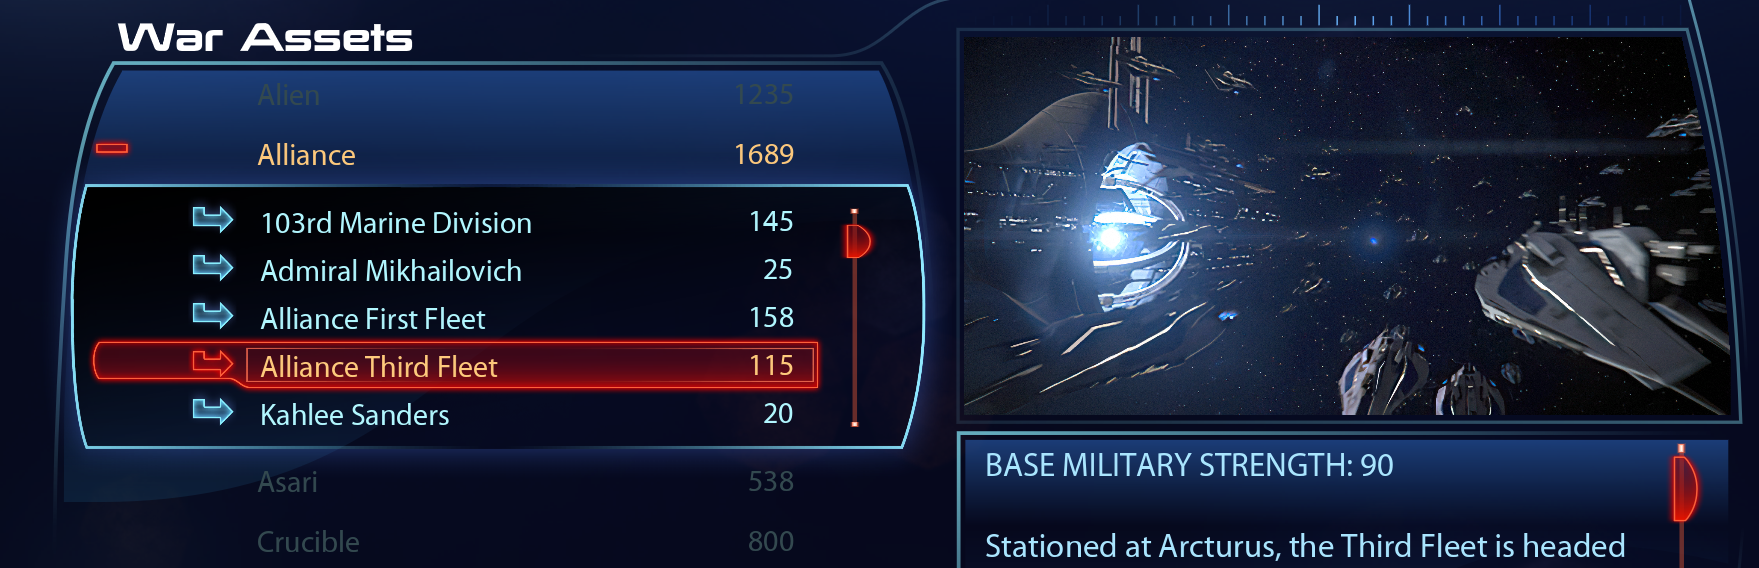 War Assets
Alien 1235
Alliance 1689
103rd Marine Division 145
Admiral Mikhailovich 25
Alliance First Fleet 158
Alliance Third Fleet 115
Kahlee Sanders 20
Asari 538
Crucible 800
BASE MILITARY STRENGTH: 90
Stationed at Arcturus, the Third Fleet is headed